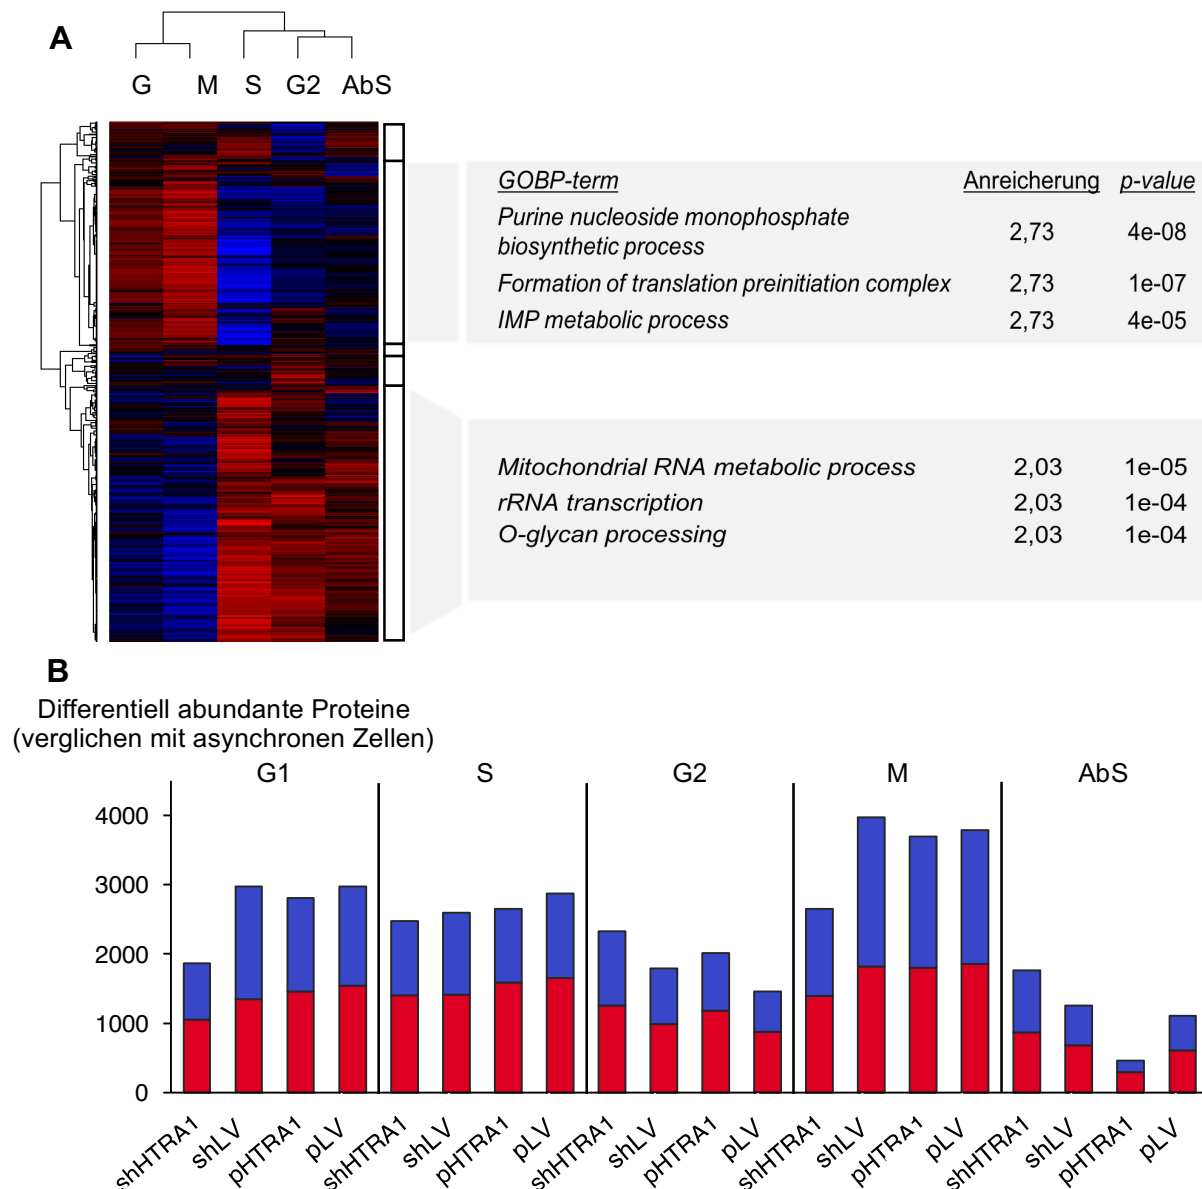 A
G M S G2 AbS
GOBP-term Anreicherung p-value
Purine nucleoside monophosphate
biosynthetic process 2,73 4e-08
Formation of translation preinitiation complex 2,73 1e-07
IMP metabolic process 2,73 4e-05
Mitochondrial RNA metabolic process 2,03 1e-05
rRNA transcription 2,03 1e-04
O-glycan processing 2,03 1e-04
B
Differentiell abundante Proteine
(verglichen mit asynchronen Zellen)
G1 S G2 M AbS
4000
3000
2000
1000
0
shHTRA1 shLV pHTRA1 pLV shHTRA1 shLV pHTRA1 pLV shHTRA1 shLV pHTRA1 pLV shHTRA1 shLV pHTRA1 pLV shHTRA1 shLV pHTRA1 pLV